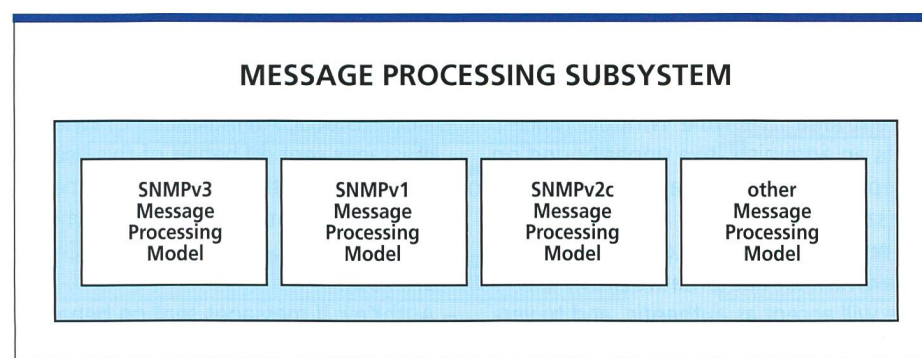 MESSAGE PROCESSING SUBSYSTEM
SNMPv3
Message
Processing
Model
SNMPv1
Message
Processing
Model
SNMPv2c
Message
Processing
Model
other
Message
Processing
Model